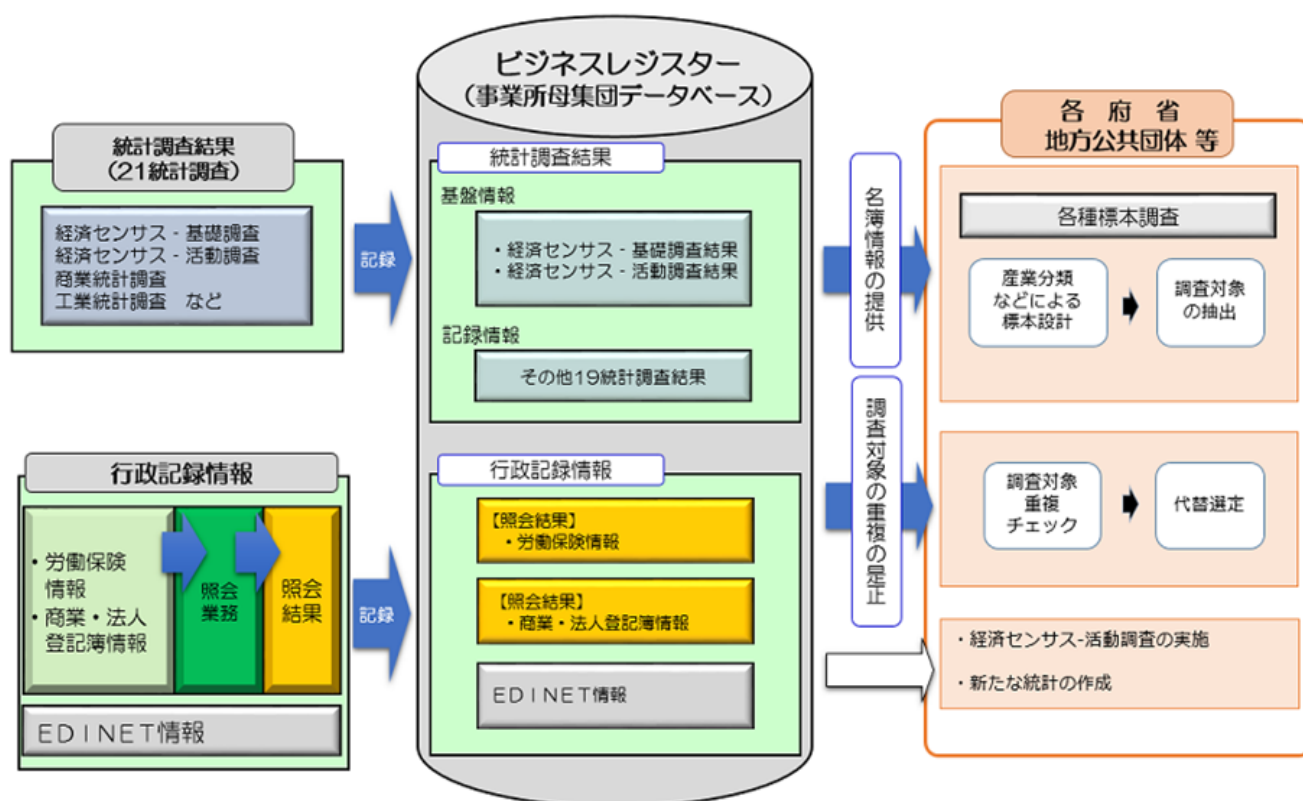 統計調査結果
(21統計調査)
経済センサス - 基礎調査
経済センサス - 活動調査
商業統計調査
工業統計調査 など
記録
行政記録情報
・労働保険
情報
・商業・法人
登記簿情報
照会
業務
照会
結果
EDINET情報
記録
ビジネスレジスター
(事業所母集団データベース)
統計調査結果
基盤情報
・経済センサス - 基礎調査結果
・経済センサス - 活動調査結果
記録情報
その他19統計調査結果
行政記録情報
【照会結果】
・労働保険情報
【照会結果】
・商業・法人登記簿情報
EDINET情報
名簿情報の提供
調査対象の重複の是正
各 府 省
地方公共団体 等
各種標本調査
産業分類
などによる
標本設計
調査対象
の抽出
調査対象
重複
チェック
代替選定
・経済センサス-活動調査の実施
・新たな統計の作成